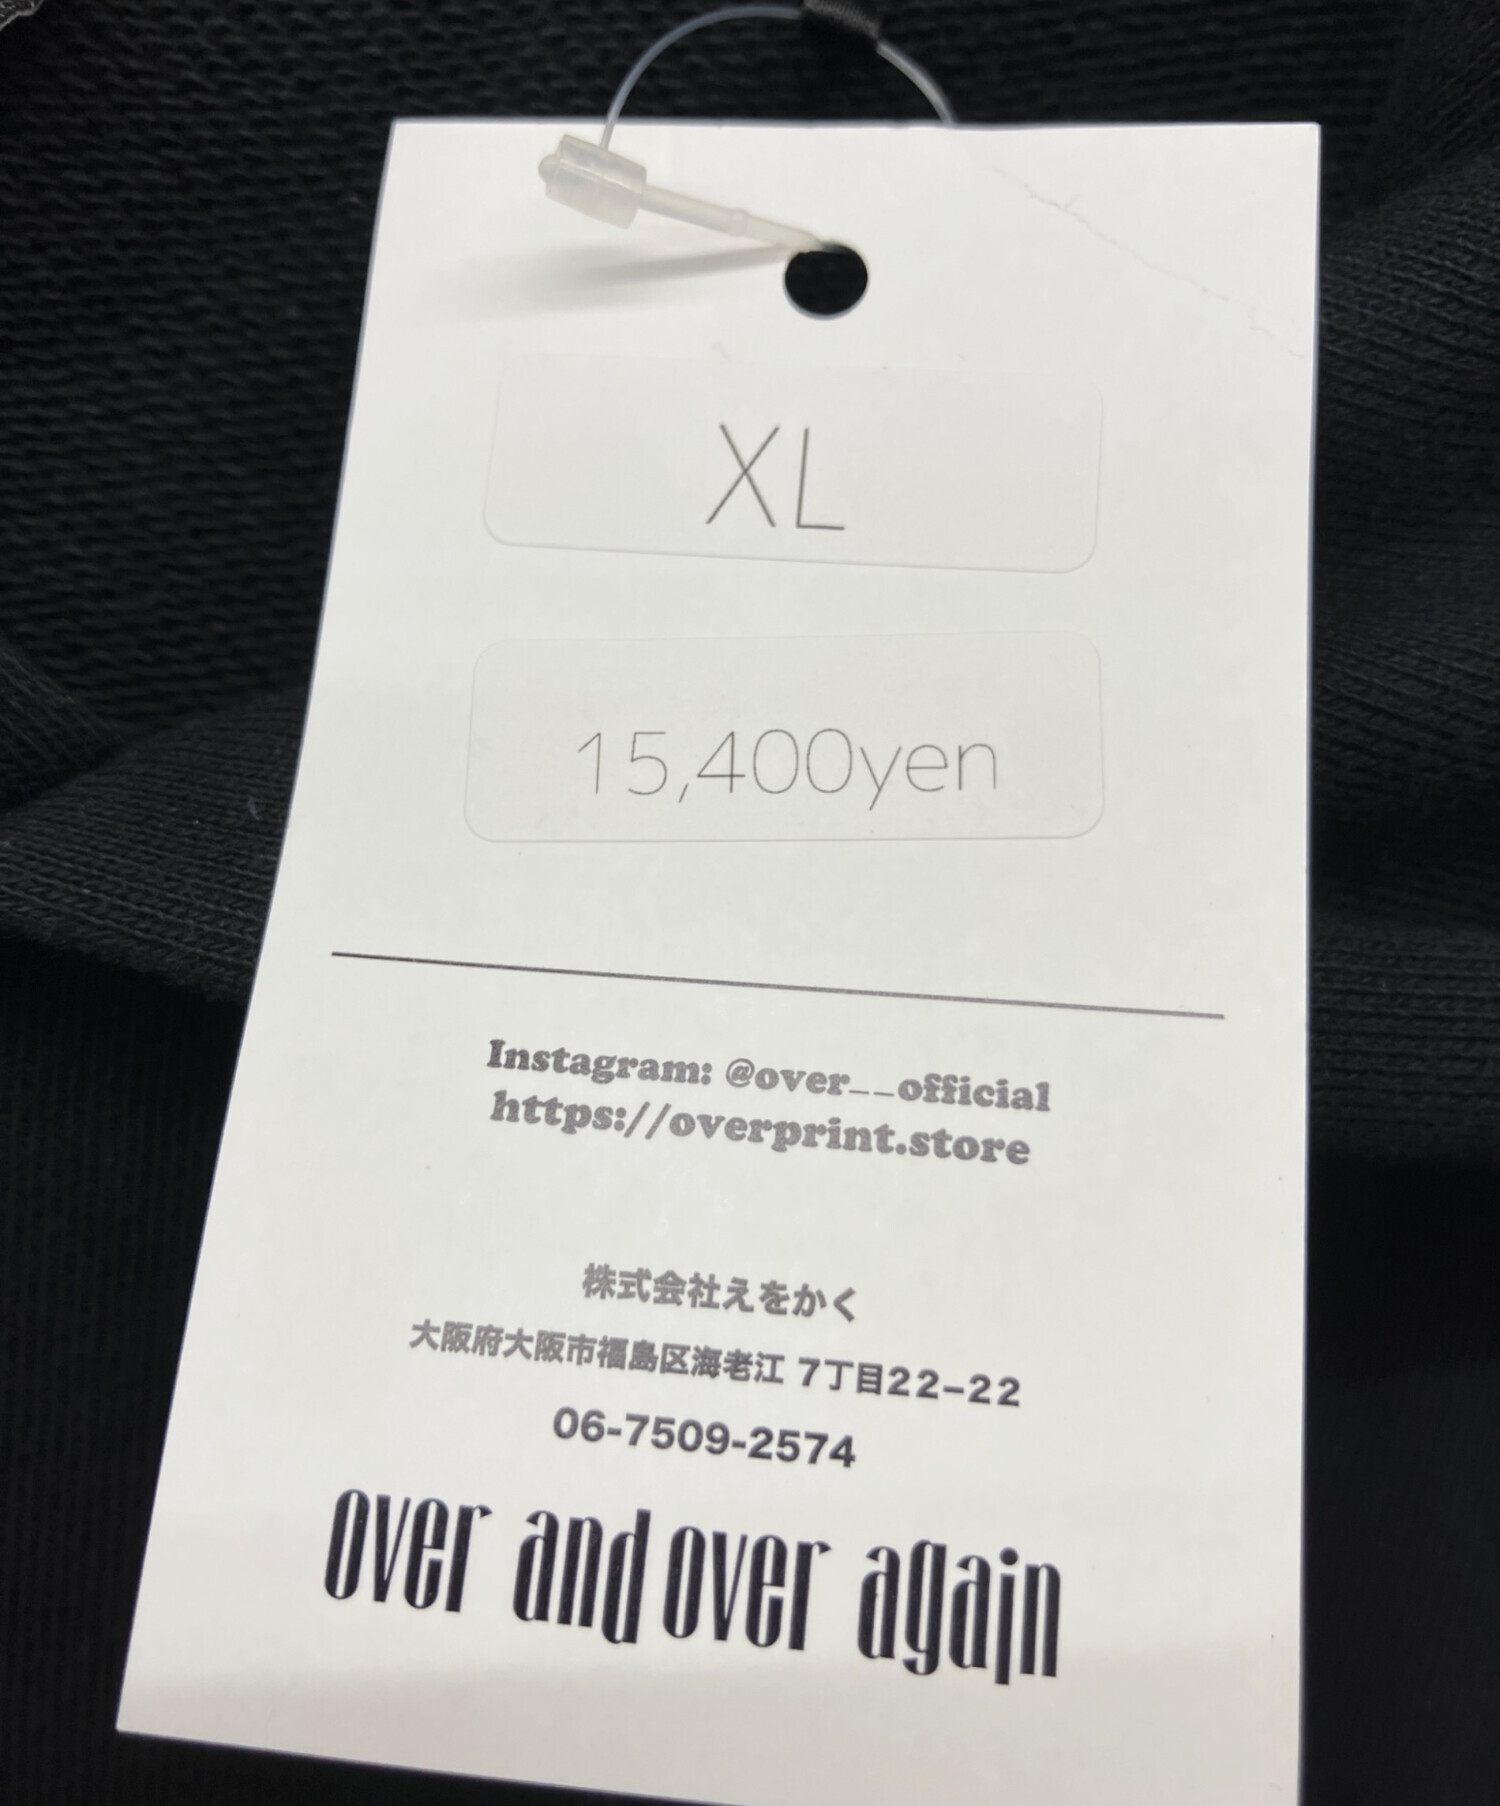 XL
15,400yen
Instagram: @over__official
https://overprint.store
株式会社えをかく
大阪府大阪市福島区海老江 7丁目22-22
06-7509-2574
over and over again